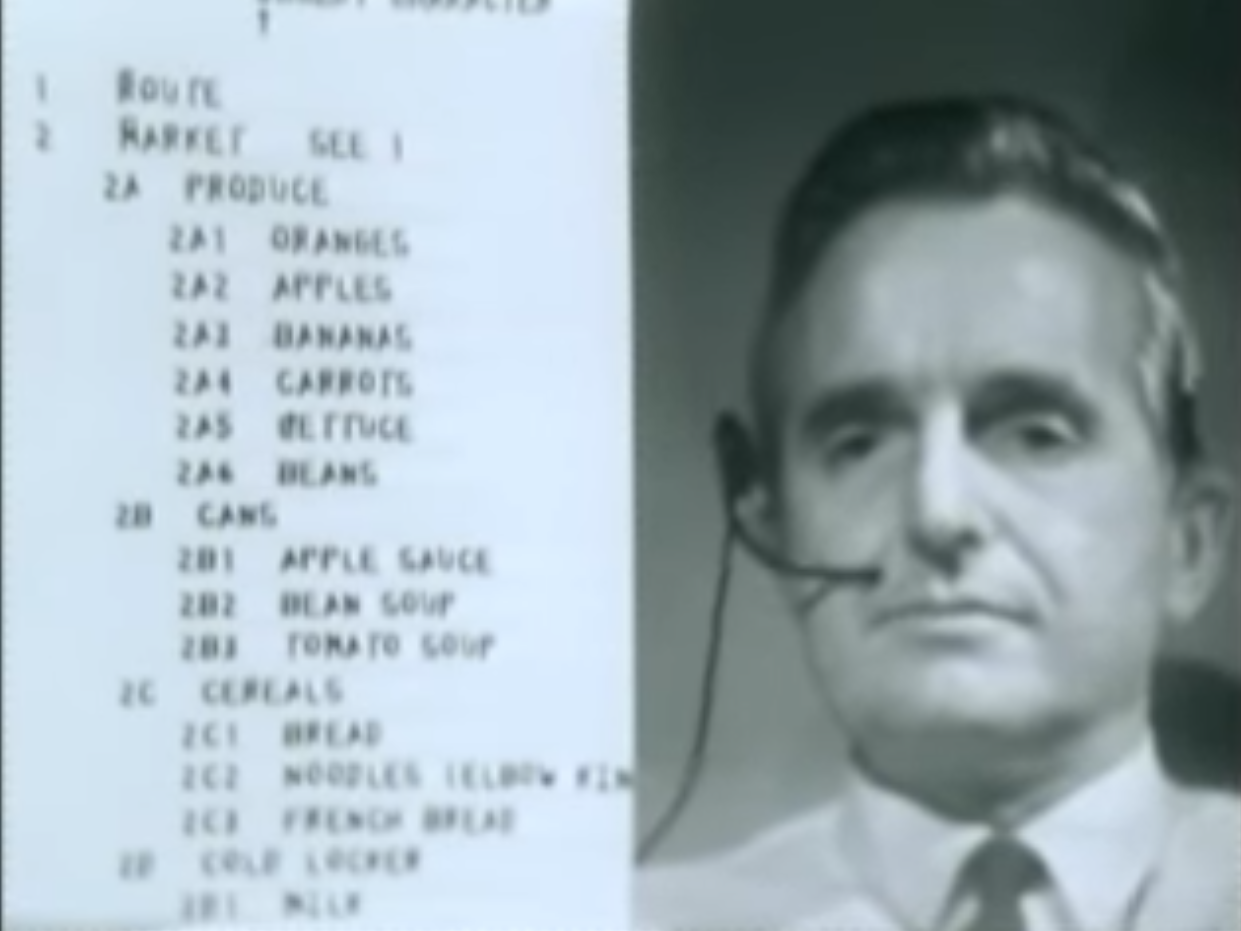 1 ROUTE
2 MARKET SEE 1
2A PRODUCE
2A1 ORANGES
2A2 APPLES
2A3 BANANAS
2A4 CARROTS
2A5 LETTUCE
2A6 BEANS
2B CANS
2B1 APPLE SAUCE
2B2 BEAN SOUP
2B3 TOMATO SOUP
2C CEREALS
2C1 BREAD
2C2 NOODLES (ELBOW KIN
2C3 FRENCH BREAD
2D COLD LOCKER
2D1 MILK